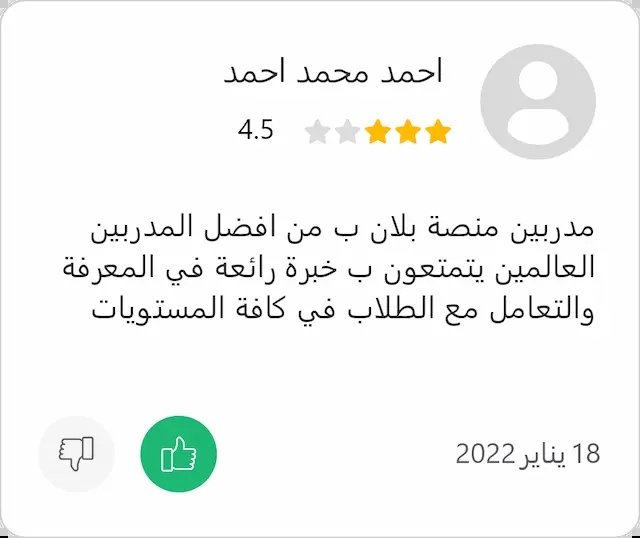 احمد محمد احمد
4.5
مدربين منصة بلان ب من افضل المدربين
العالمين يتمتعون ب خبرة رائعة في المعرفة
والتعامل مع الطلاب في كافة المستويات
18 يناير 2022